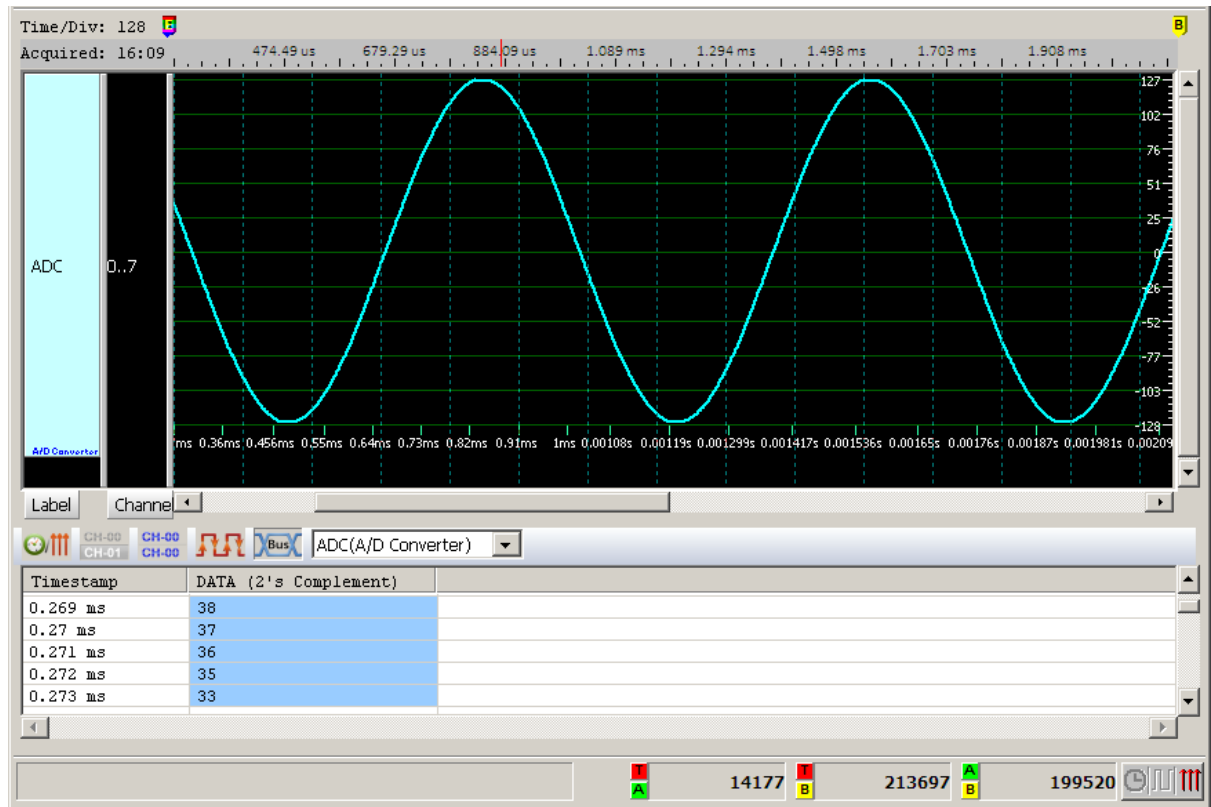 Time/Div: 128 B
Acquired: 16:09 474.49 us 679.29 us 884.09 us 1.089 ms 1.294 ms 1.498 ms 1.703 ms 1.908 ms
127
102
76
51
25
ADC 0..7 0
-26
-52
-77
-103
-128
ms 0.36ms 0.456ms 0.55ms 0.64ms 0.73ms 0.82ms 0.91ms 1ms 0.00108s 0.00119s 0.001299s 0.001417s 0.001536s 0.00165s 0.00176s 0.00187s 0.001981s 0.00209
A/D Converter
Label Channel
CH-00 CH-00
CH-01 CH-00 Bus ADC(A/D Converter)
Timestamp DATA (2's Complement)
0.269 ms 38
0.27 ms 37
0.271 ms 36
0.272 ms 35
0.273 ms 33
T A 14177 T B 213697 A B 199520